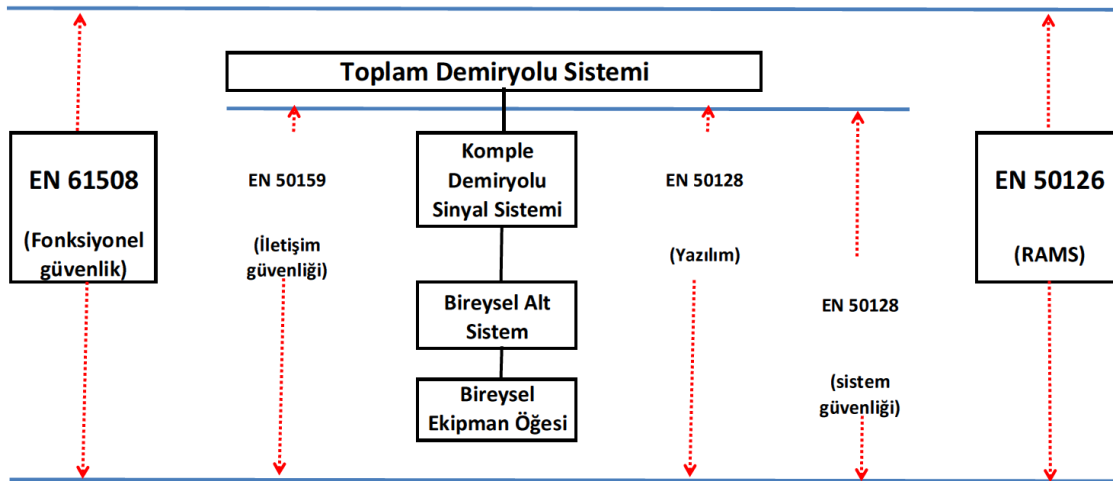 Toplam Demiryolu Sistemi
EN 61508
(Fonksiyonel
güvenlik)
EN 50159
(İletişim
güvenliği)
Komple
Demiryolu
Sinyal Sistemi
Bireysel Alt
Sistem
Bireysel
Ekipman Öğesi
EN 50128
(Yazılım)
EN 50128
(sistem
güvenliği)
EN 50126
(RAMS)